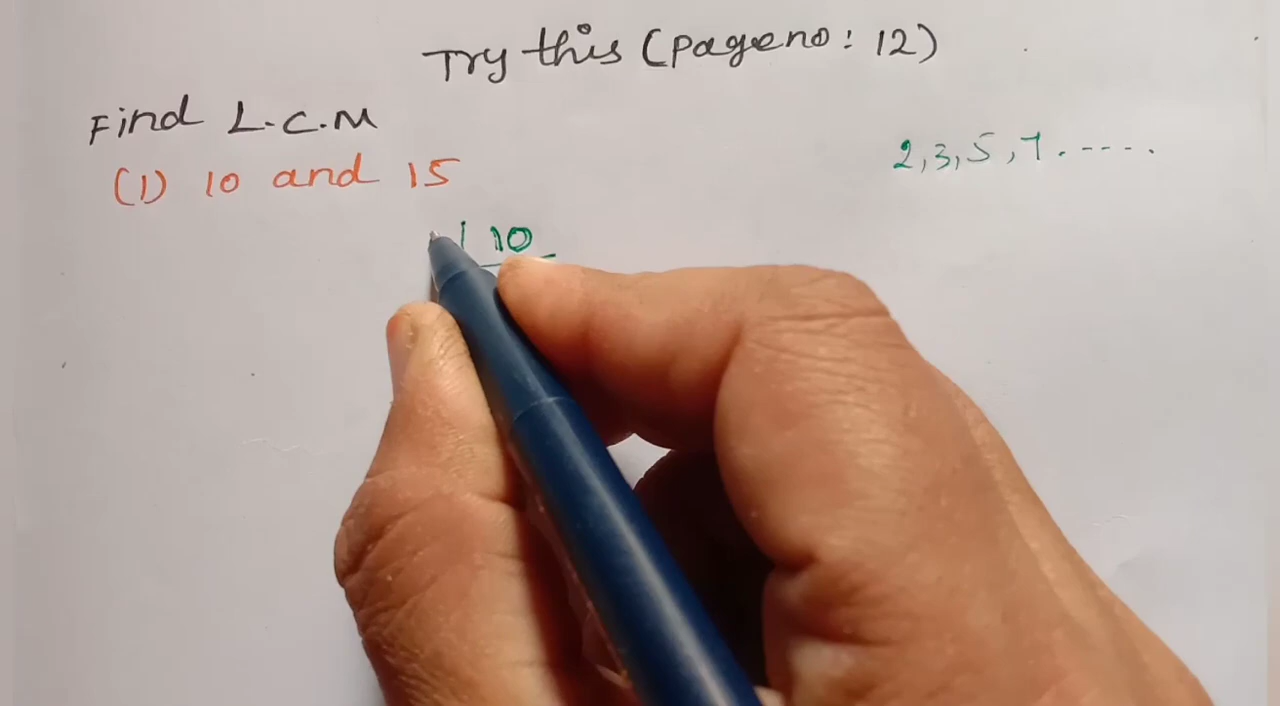 Try this (Page no : 12)
Find L.C.M
(1) 10 and 15
2, 3, 5, 7. - - - - .
10